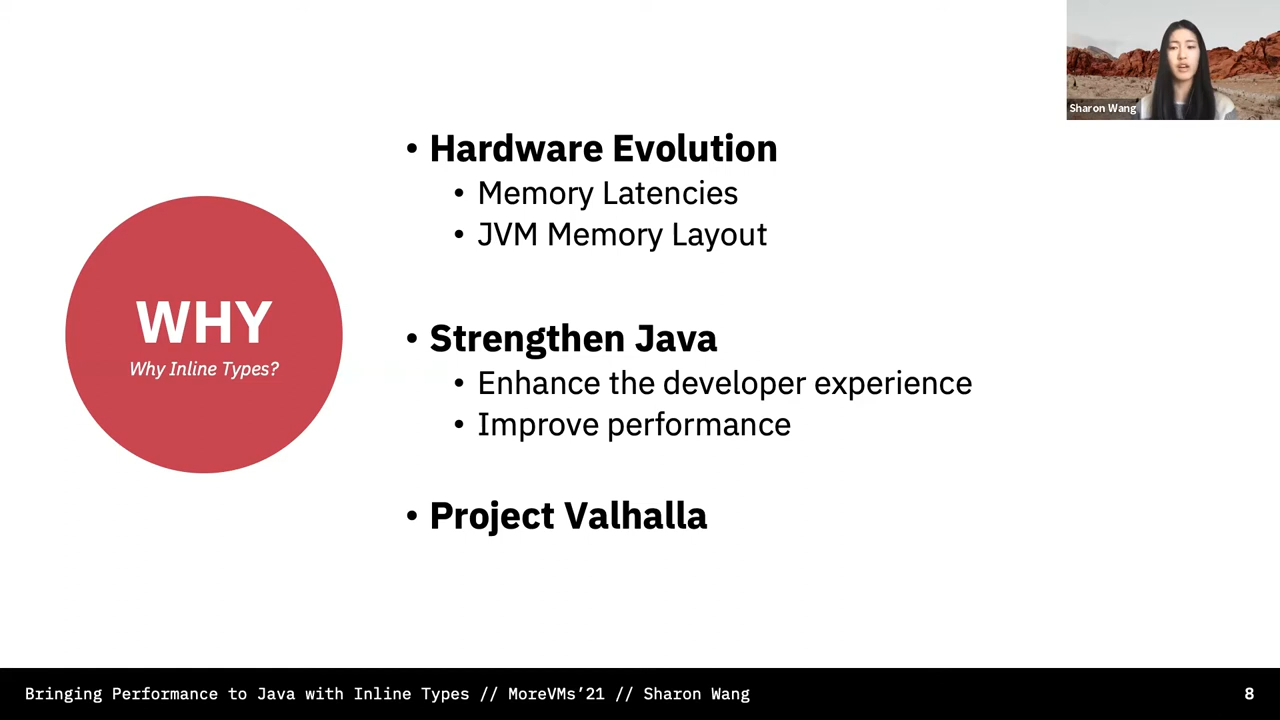 Sharon Wang
WHY
Why Inline Types?
• Hardware Evolution
• Memory Latencies
• JVM Memory Layout
• Strengthen Java
• Enhance the developer experience
• Improve performance
• Project Valhalla
Bringing Performance to Java with Inline Types // MoreVMs’21 // Sharon Wang
8